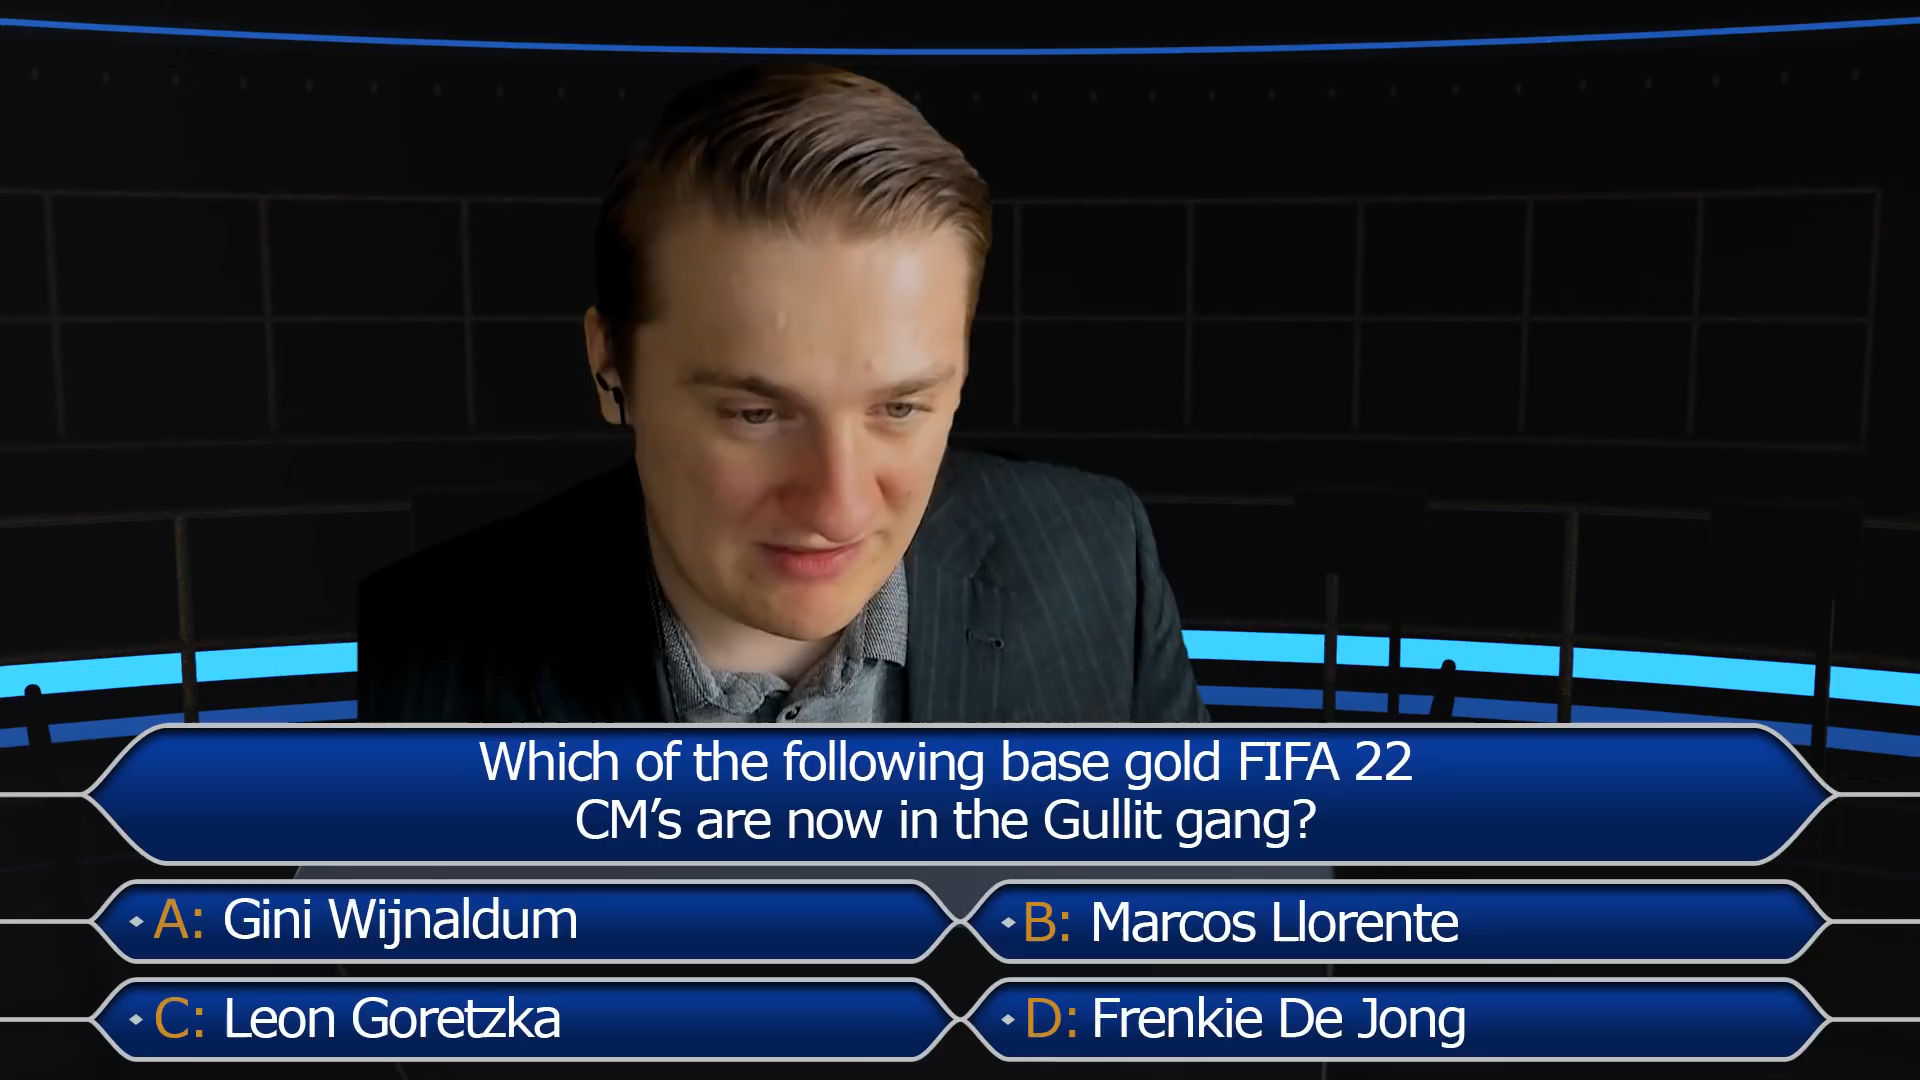 Which of the following base gold FIFA 22
CM’s are now in the Gullit gang?
A: Gini Wijnaldum
B: Marcos Llorente
C: Leon Goretzka
D: Frenkie De Jong